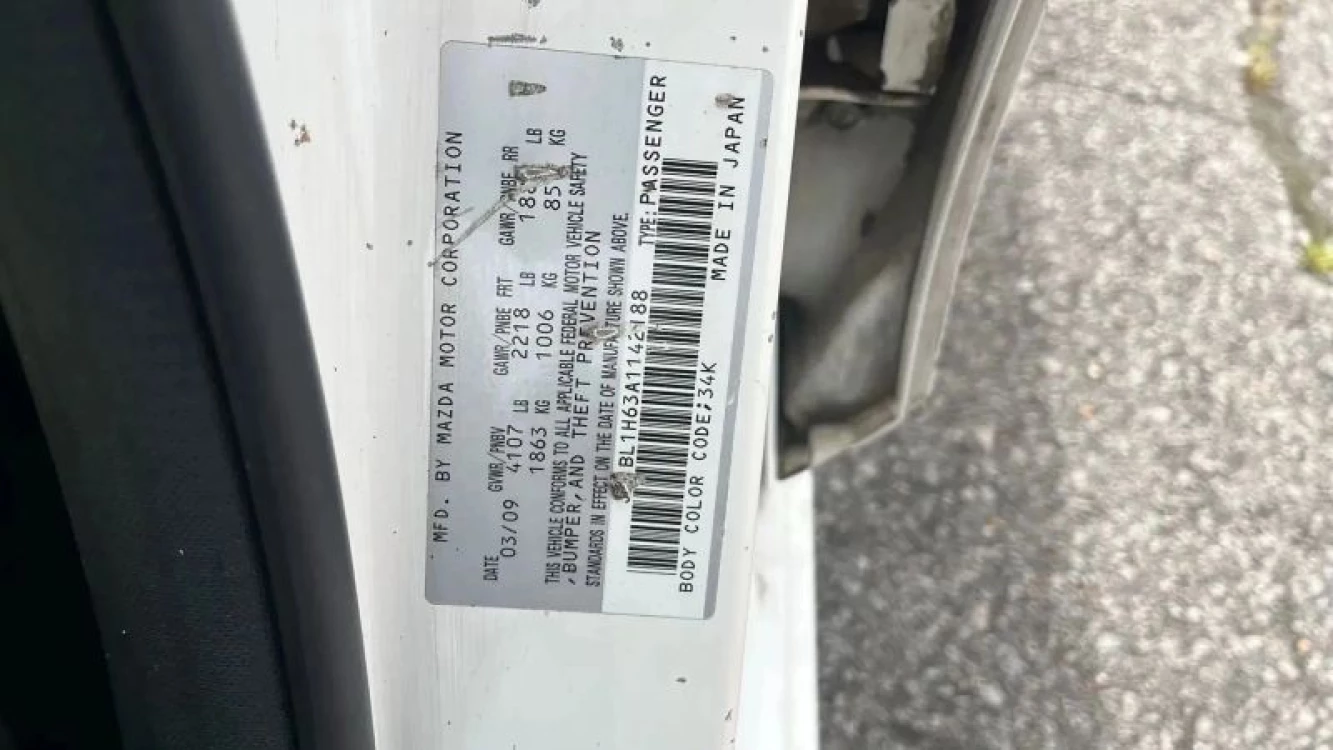 MFD. BY MAZDA MOTOR CORPORATION
DATE GVWR/PNBV GAWR/PNBE FRT GAWR/PNBE RR
03/09 4107 LB 2218 LB LB
1863 KG 1006 KG 85 KG
THIS VEHICLE CONFORMS TO ALL APPLICABLE FEDERAL MOTOR VEHICLE SAFETY
,BUMPER,AND THEFT PREVENTION
STANDARDS IN EFFECT ON THE DATE OF MANUFACTURE SHOWN ABOVE.
BL1H63A1142188 TYPE:PASSENGER
BODY COLOR CODE;34K MADE IN JAPAN